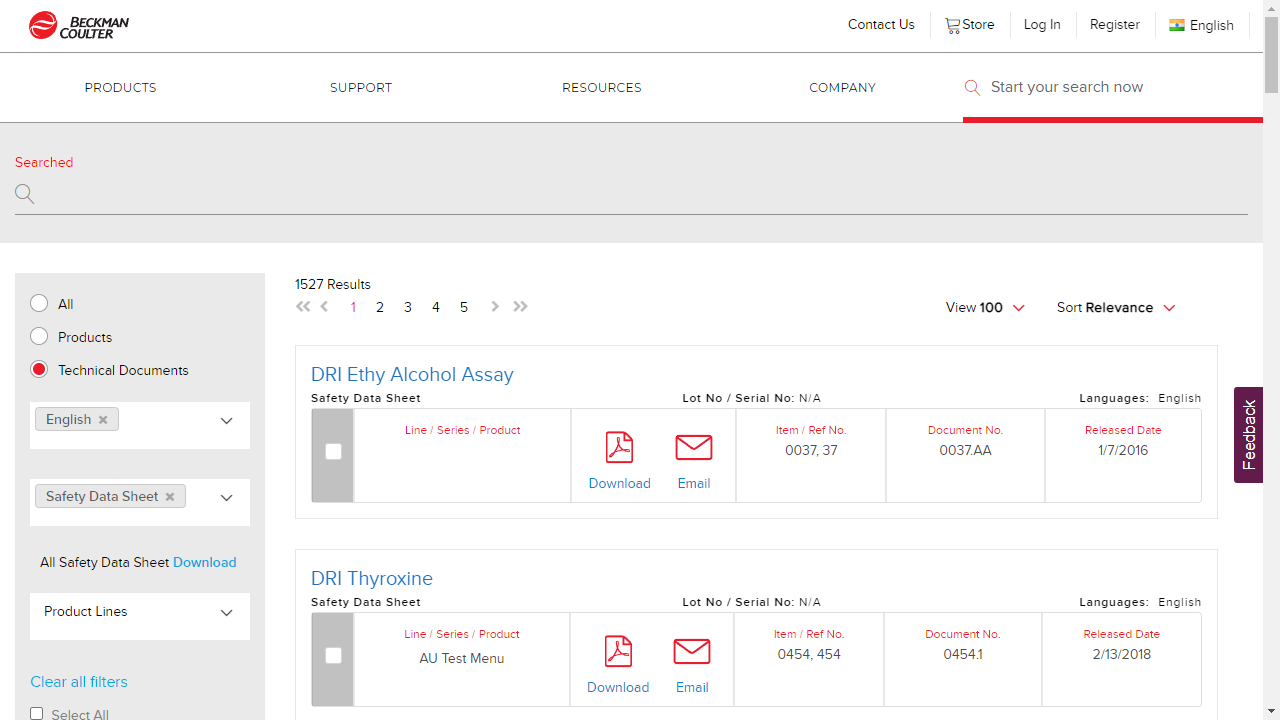 BECKMAN
COULTER
Contact Us
Store
Log In
Register
English
PRODUCTS
SUPPORT
RESOURCES
COMPANY
Start your search now
Searched
All
Products
Technical Documents
English
Safety Data Sheet
All Safety Data Sheet Download
Product Lines
Clear all filters
Select All
1527 Results
1 2 3 4 5
View 100
Sort Relevance
DRI Ethy Alcohol Assay
Safety Data Sheet Lot No / Serial No: N/A Languages: English
Line / Series / Product
Download
Email
Item / Ref No.
0037, 37
Document No.
0037.AA
Released Date
1/7/2016
DRI Thyroxine
Safety Data Sheet Lot No / Serial No: N/A Languages: English
Line / Series / Product
AU Test Menu
Download
Email
Item / Ref No.
0454, 454
Document No.
0454.1
Released Date
2/13/2018
Feedback